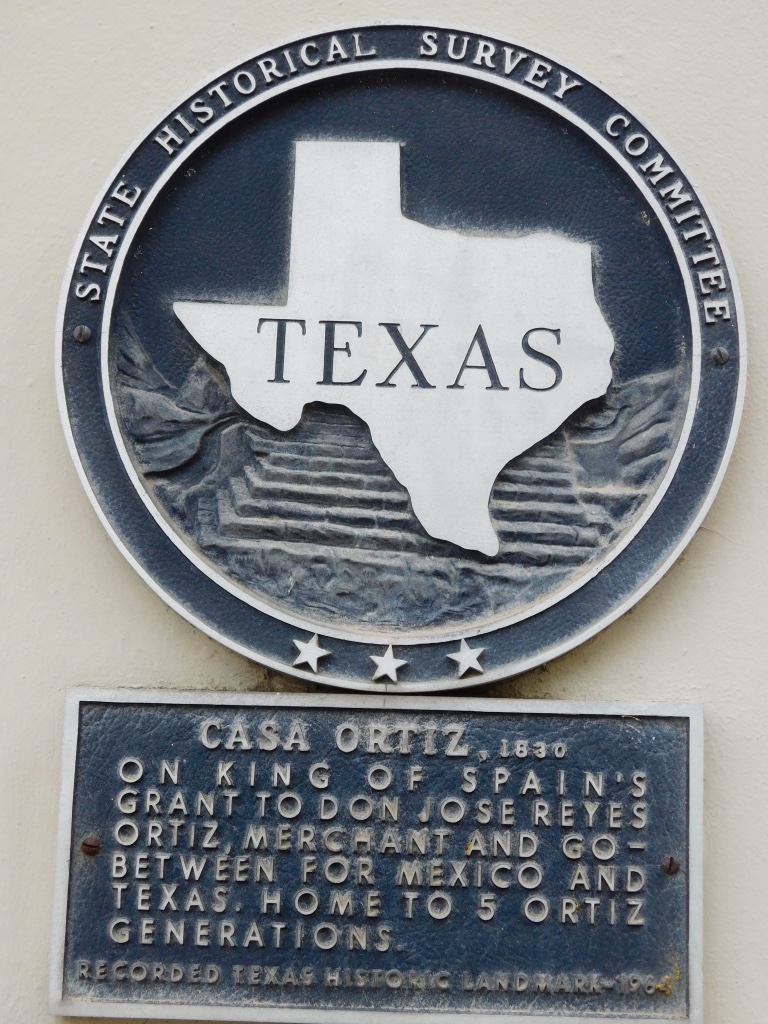 STATE HISTORICAL SURVEY COMMITTEE
TEXAS
CASA ORTIZ, 1830
ON KING OF SPAIN'S
GRANT TO DON JOSE REYES
ORTIZ, MERCHANT AND GO-
BETWEEN FOR MEXICO AND
TEXAS. HOME TO 5 ORTIZ
GENERATIONS.
RECORDED TEXAS HISTORIC LANDMARK-1964